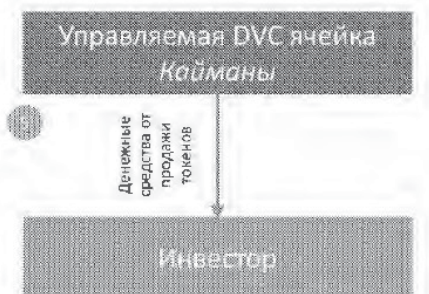 Управляемая DVC ячейка
Кайманы
Денежные
средства от
продажи
токенов
Инвестор